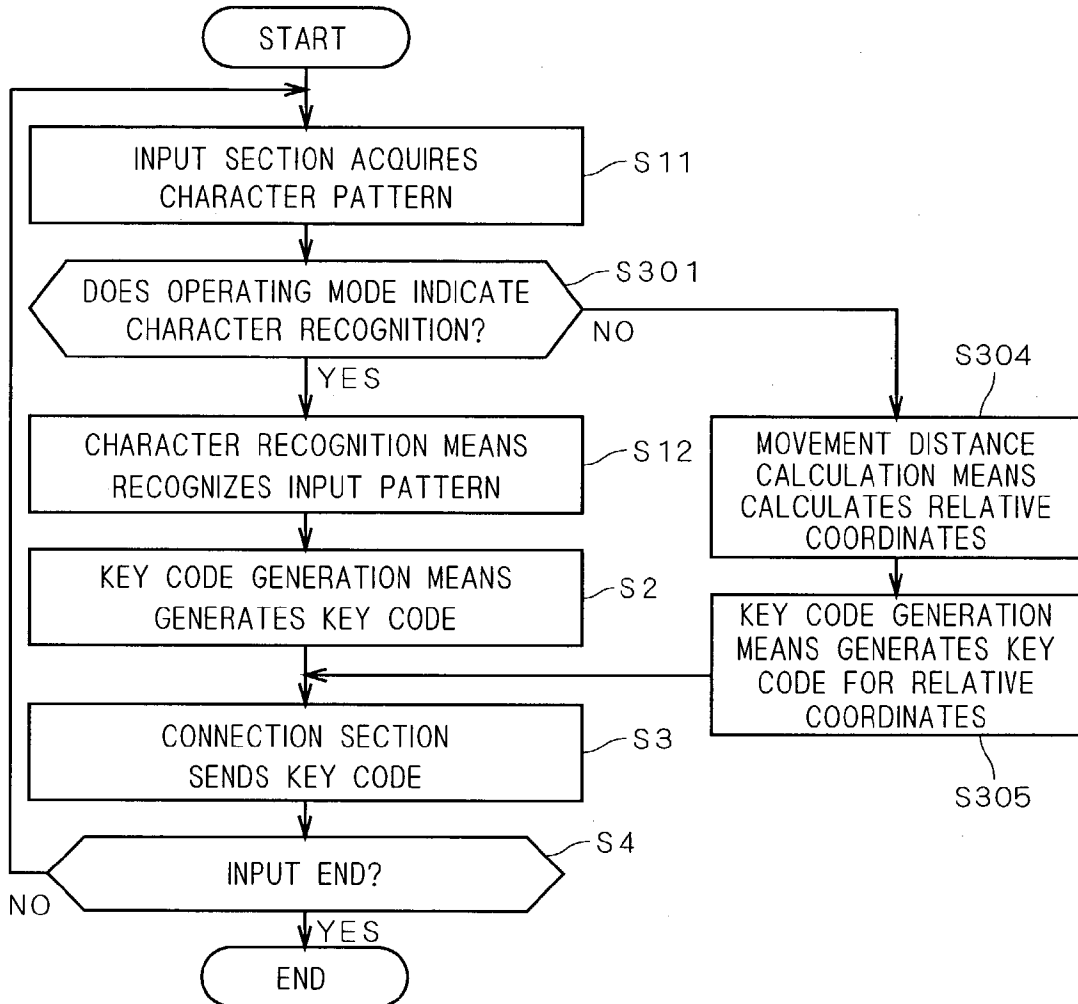 START
INPUT SECTION ACQUIRES
CHARACTER PATTERN
S11
DOES OPERATING MODE INDICATE
CHARACTER RECOGNITION?
S301
NO
YES
S304
CHARACTER RECOGNITION MEANS
RECOGNIZES INPUT PATTERN
S12
MOVEMENT DISTANCE
CALCULATION MEANS
CALCULATES RELATIVE
COORDINATES
KEY CODE GENERATION MEANS
GENERATES KEY CODE
S2
KEY CODE GENERATION
MEANS GENERATES KEY
CODE FOR RELATIVE
COORDINATES
S305
CONNECTION SECTION
SENDS KEY CODE
S3
INPUT END?
S4
NO
YES
END